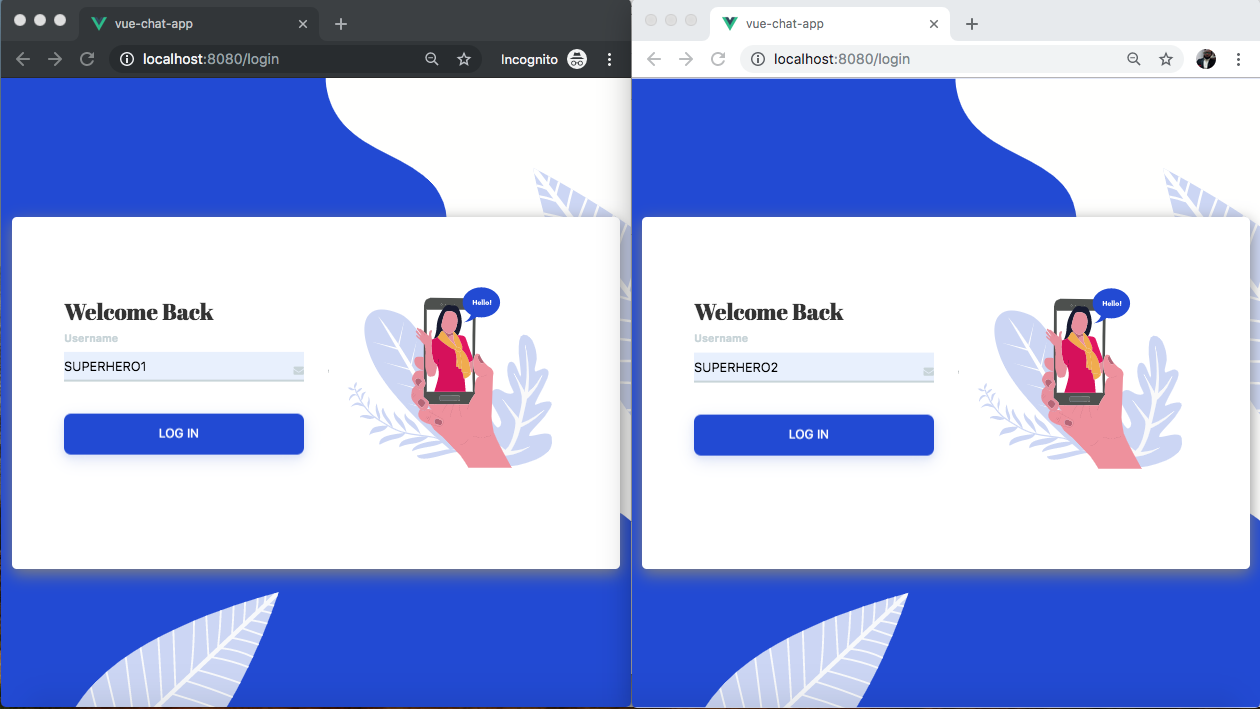 vue-chat-app
localhost:8080/login
Incognito
Welcome Back
Username
SUPERHERO1
LOG IN
Hello!
vue-chat-app
localhost:8080/login
Welcome Back
Username
SUPERHERO2
LOG IN
Hello!